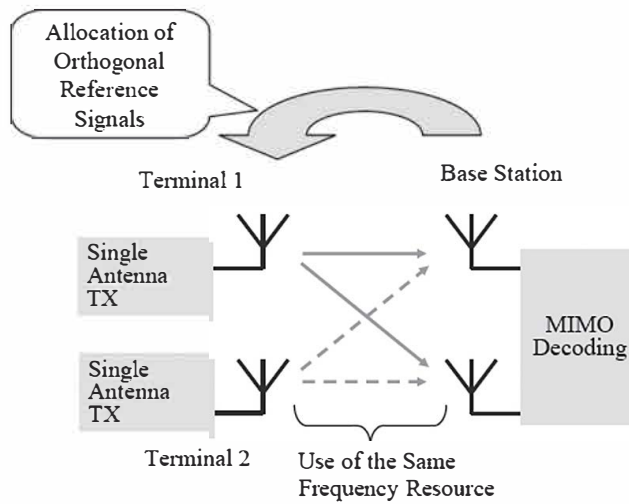 Allocation of
Orthogonal
Reference
Signals
Terminal 1
Base Station
Single
Antenna
TX
MIMO
Decoding
Single
Antenna
TX
Terminal 2
Use of the Same
Frequency Resource